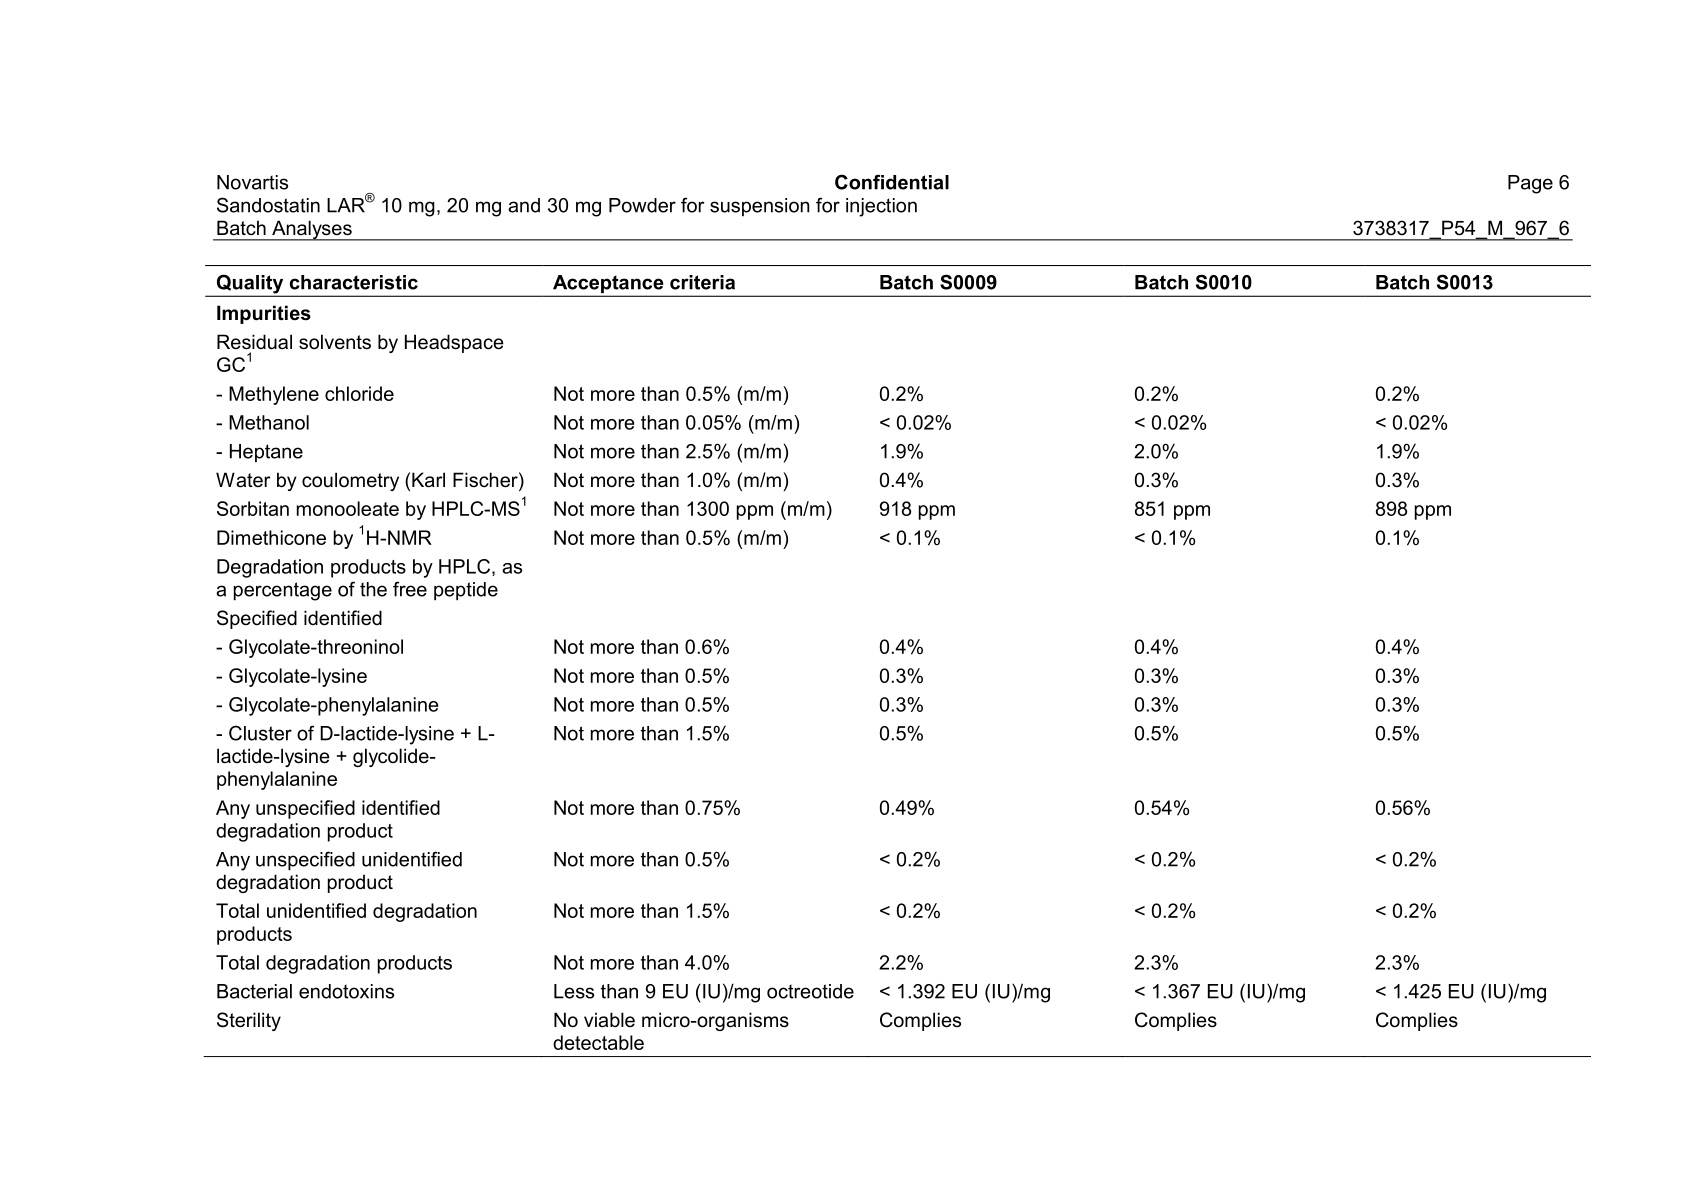 Novartis Confidential Page 6
Sandostatin LAR® 10 mg, 20 mg and 30 mg Powder for suspension for injection
Batch Analyses 3738317_P54_M_967_6
Quality characteristic Acceptance criteria Batch S0009 Batch S0010 Batch S0013
Impurities
Residual solvents by Headspace
GC¹
- Methylene chloride Not more than 0.5% (m/m) 0.2% 0.2% 0.2%
- Methanol Not more than 0.05% (m/m) < 0.02% < 0.02% < 0.02%
- Heptane Not more than 2.5% (m/m) 1.9% 2.0% 1.9%
Water by coulometry (Karl Fischer) Not more than 1.0% (m/m) 0.4% 0.3% 0.3%
Sorbitan monooleate by HPLC-MS¹ Not more than 1300 ppm (m/m) 918 ppm 851 ppm 898 ppm
Dimethicone by ¹H-NMR Not more than 0.5% (m/m) < 0.1% < 0.1% 0.1%
Degradation products by HPLC, as
a percentage of the free peptide
Specified identified
- Glycolate-threoninol Not more than 0.6% 0.4% 0.4% 0.4%
- Glycolate-lysine Not more than 0.5% 0.3% 0.3% 0.3%
- Glycolate-phenylalanine Not more than 0.5% 0.3% 0.3% 0.3%
- Cluster of D-lactide-lysine + L- Not more than 1.5% 0.5% 0.5% 0.5%
lactide-lysine + glycolide-
phenylalanine
Any unspecified identified Not more than 0.75% 0.49% 0.54% 0.56%
degradation product
Any unspecified unidentified Not more than 0.5% < 0.2% < 0.2% < 0.2%
degradation product
Total unidentified degradation Not more than 1.5% < 0.2% < 0.2% < 0.2%
products
Total degradation products Not more than 4.0% 2.2% 2.3% 2.3%
Bacterial endotoxins Less than 9 EU (IU)/mg octreotide < 1.392 EU (IU)/mg < 1.367 EU (IU)/mg < 1.425 EU (IU)/mg
Sterility No viable micro-organisms Complies Complies Complies
detectable